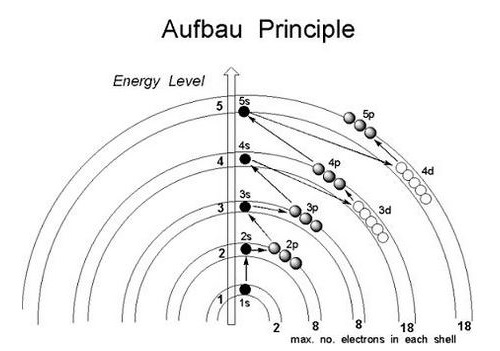 Aufbau Principle
Energy Level
5 5s 5p
4s 4p 4d
4
3s 3p 3d
3
2s 2p
2
1
1s
2 8 8 18 18
max. no. electrons in each shell